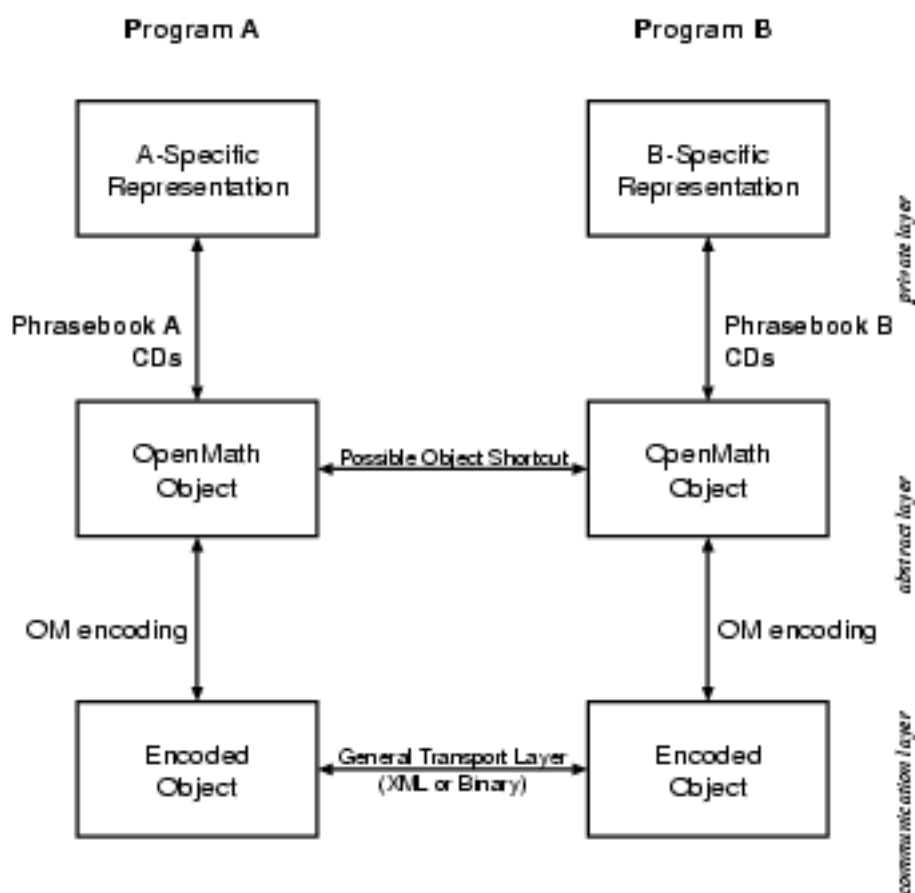 Program A
Program B
A-Specific
Representation
B-Specific
Representation
private layer
Phrasebook A
CDs
Phrasebook B
CDs
OpenMath
Object
Possible Object Shortcut
OpenMath
Object
abstract layer
OM encoding
OM encoding
Encoded
Object
General Transport Layer
(XML or Binary)
Encoded
Object
communication layer